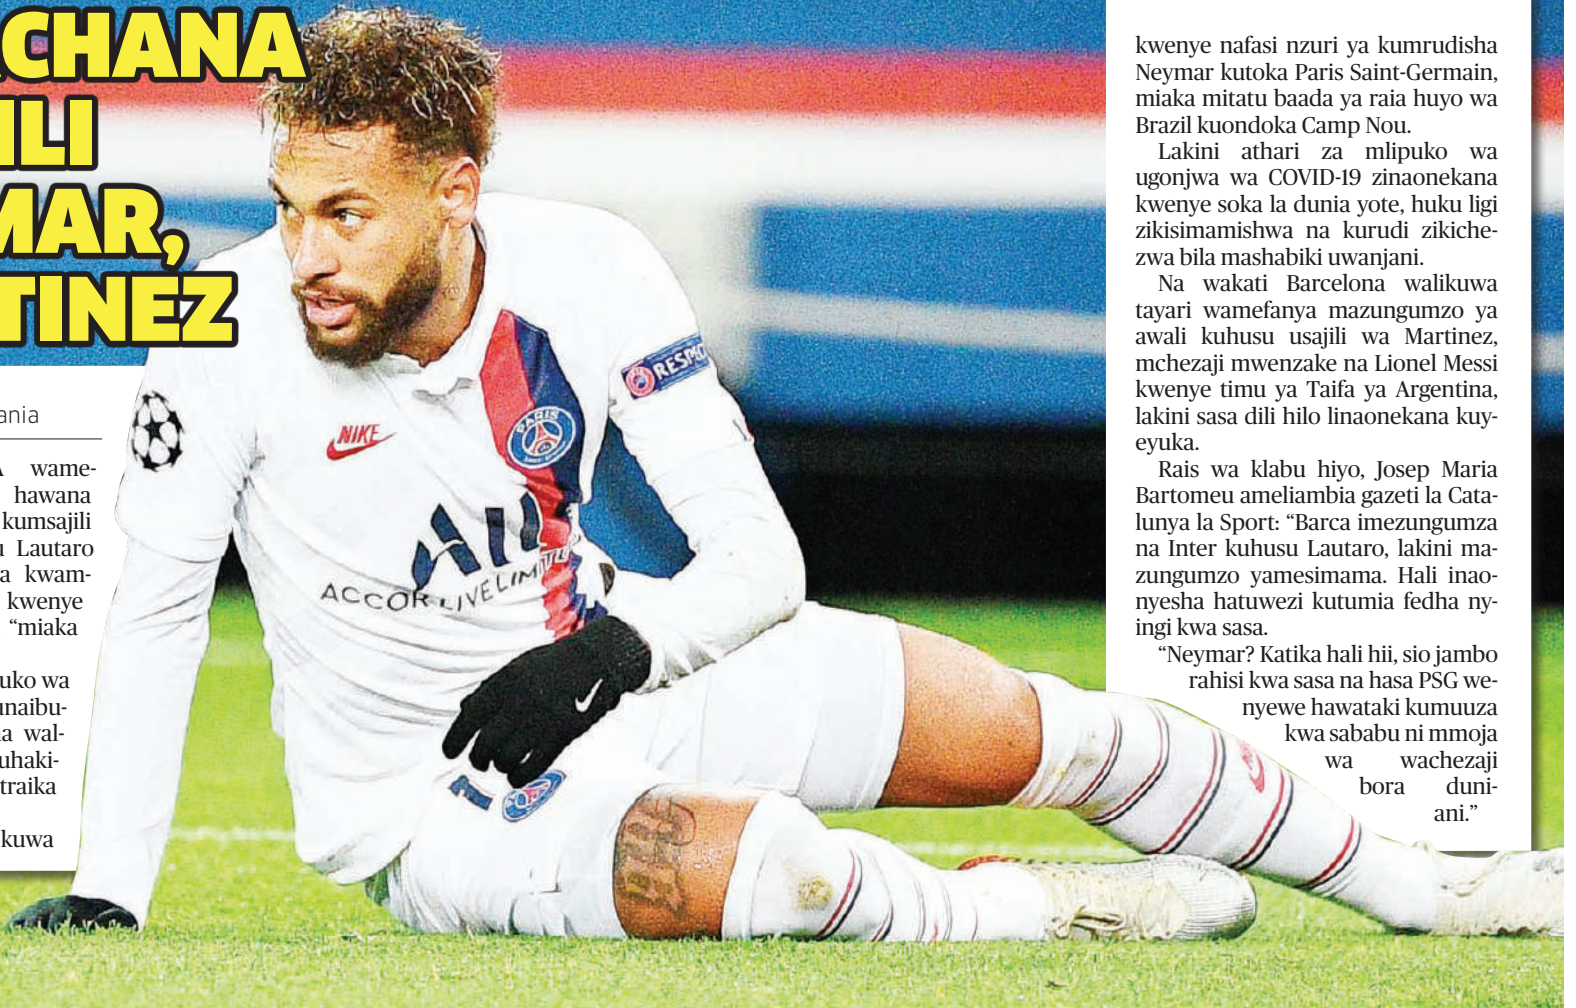 CHANA
ILI
MAR,
TINEZ
ania
A wame-
hawana
kumsajili
u Lautaro
a kwam-
kwenye
“miaka
uko wa
unaibu-
na wal-
uhaki-
traika
kuwa
NIKE
PARIS
RESPEC
ALL
ACCOR LIVE LIMITLE
kwenye nafasi nzuri ya kumrudisha
Neymar kutoka Paris Saint-Germain,
miaka mitatu baada ya raia huyo wa
Brazil kuondoka Camp Nou.
Lakini athari za mlipuko wa
ugonjwa wa COVID-19 zinaonekana
kwenye soka la dunia yote, huku ligi
zikisimamishwa na kurudi zikiche-
zwa bila mashabiki uwanjani.
Na wakati Barcelona walikuwa
tayari wamefanya mazungumzo ya
awali kuhusu usajili wa Martinez,
mchezaji mwenzake na Lionel Messi
kwenye timu ya Taifa ya Argentina,
lakini sasa dili hilo linaonekana kuy-
eyuka.
Rais wa klabu hiyo, Josep Maria
Bartomeu ameliambia gazeti la Cata-
lunya la Sport: “Barca imezungumza
na Inter kuhusu Lautaro, lakini ma-
zungumzo yamesimama. Hali inao-
nyesha hatuwezi kutumia fedha ny-
ingi kwa sasa.
“Neymar? Katika hali hii, sio jambo
rahisi kwa sasa na hasa PSG we-
nyewe hawataki kumuuza
kwa sababu ni mmoja
wa wachezaji
bora duni-
ani.”